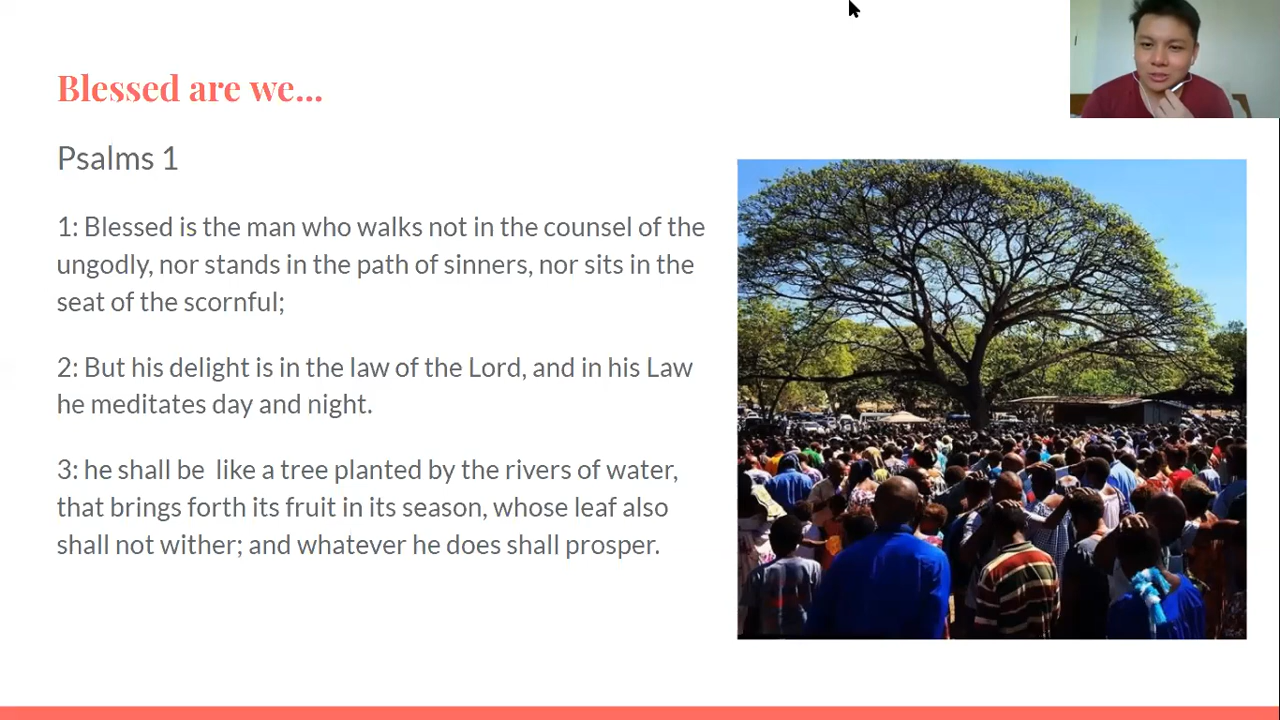 Blessed are we...
Psalms 1
1: Blessed is the man who walks not in the counsel of the
ungodly, nor stands in the path of sinners, nor sits in the
seat of the scornful;
2: But his delight is in the law of the Lord, and in his Law
he meditates day and night.
3: he shall be  like a tree planted by the rivers of water,
that brings forth its fruit in its season, whose leaf also
shall not wither; and whatever he does shall prosper.